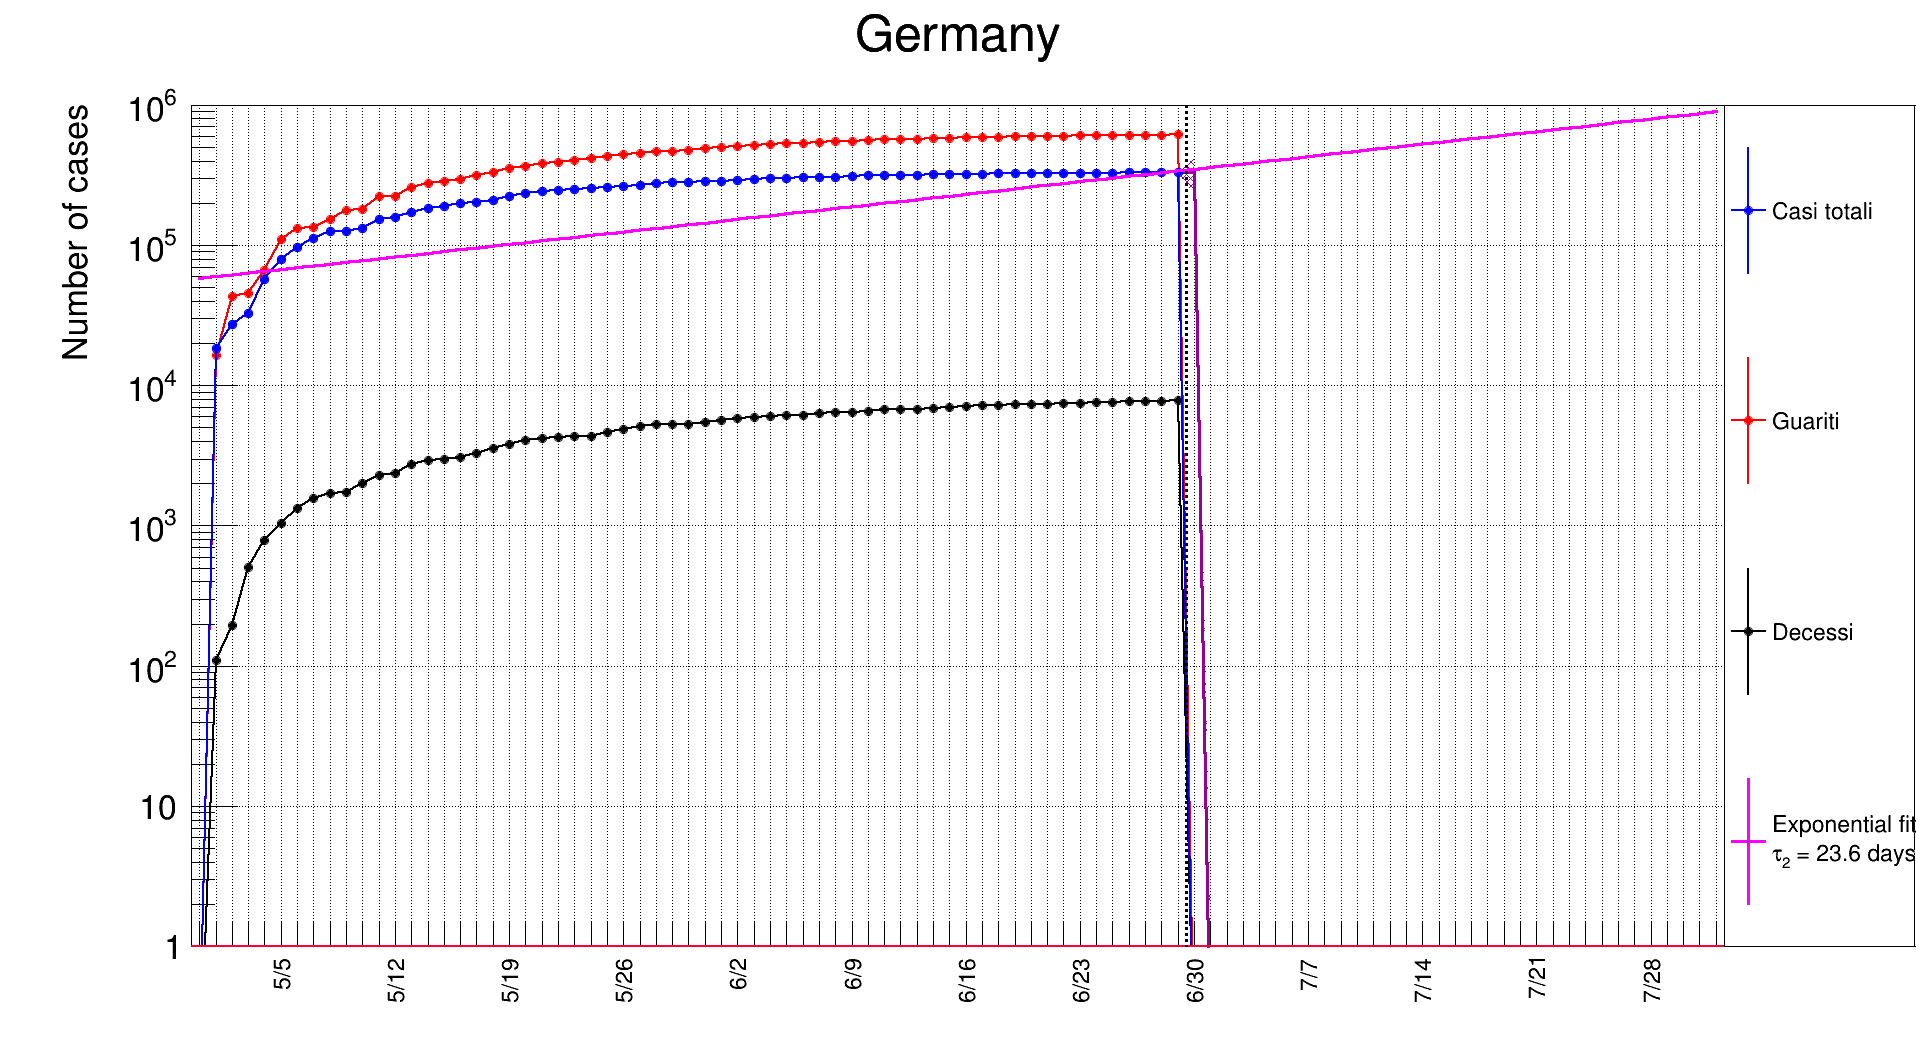 Germany
Number of cases
10^6
10^5
10^4
10^3
10^2
10
1
5/5
5/12
5/19
5/26
6/2
6/9
6/16
6/23
6/30
7/7
7/14
7/21
7/28
Casi totali
Guariti
Decessi
Exponential fit
τ_2 = 23.6 days